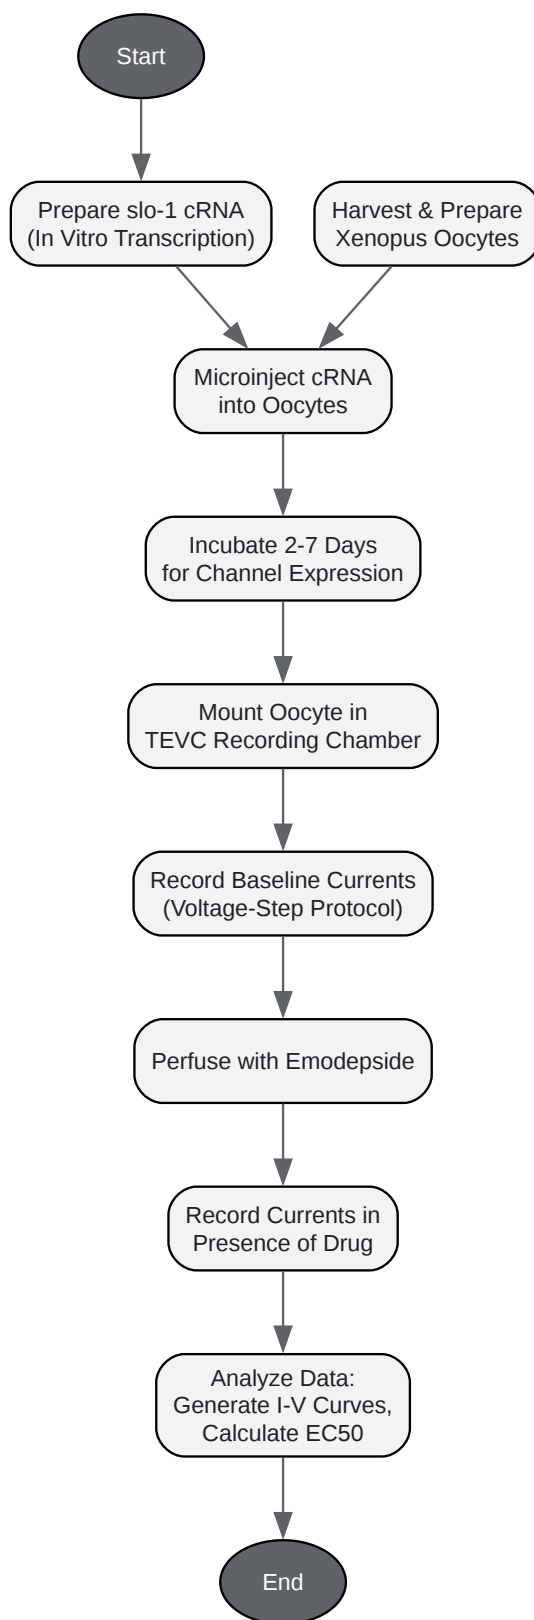 Start
Prepare slo-1 cRNA
(In Vitro Transcription)
Harvest & Prepare
Xenopus Oocytes
Microinject cRNA
into Oocytes
Incubate 2-7 Days
for Channel Expression
Mount Oocyte in
TEVC Recording Chamber
Record Baseline Currents
(Voltage-Step Protocol)
Perfuse with Emodepside
Record Currents in
Presence of Drug
Analyze Data:
Generate I-V Curves,
Calculate EC50
End